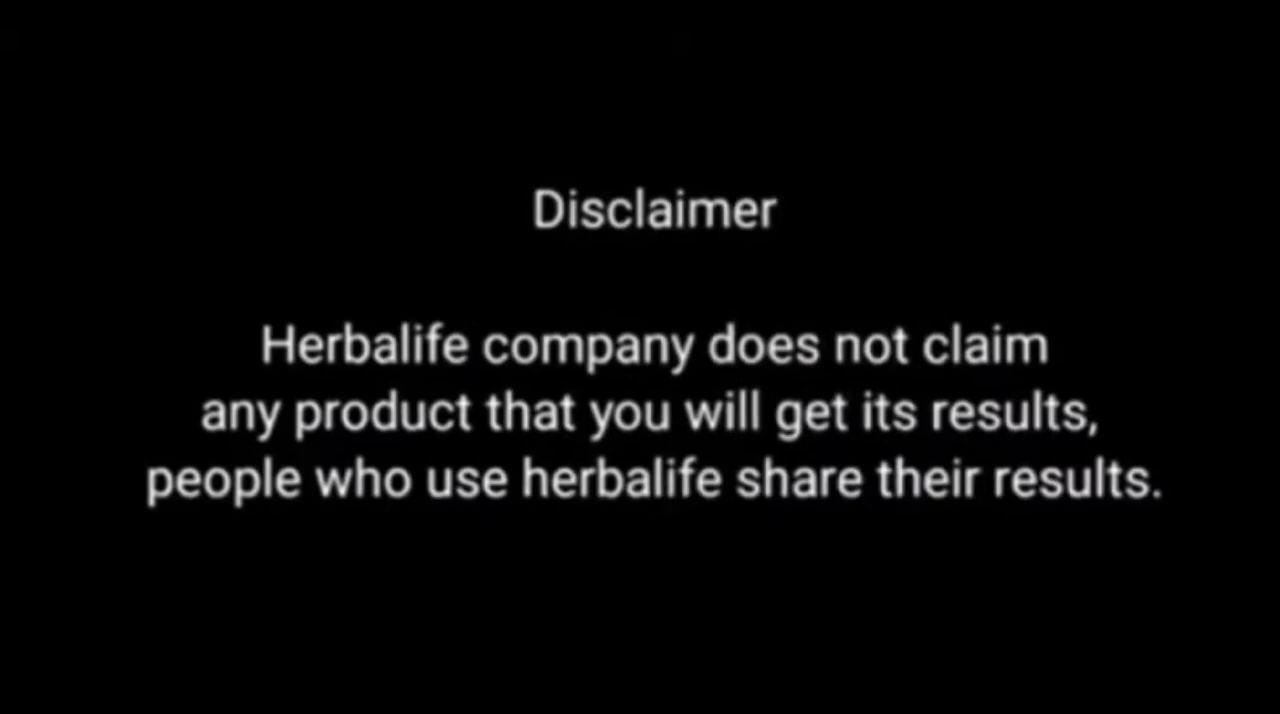 Disclaimer
Herbalife company does not claim
any product that you will get its results,
people who use herbalife share their results.